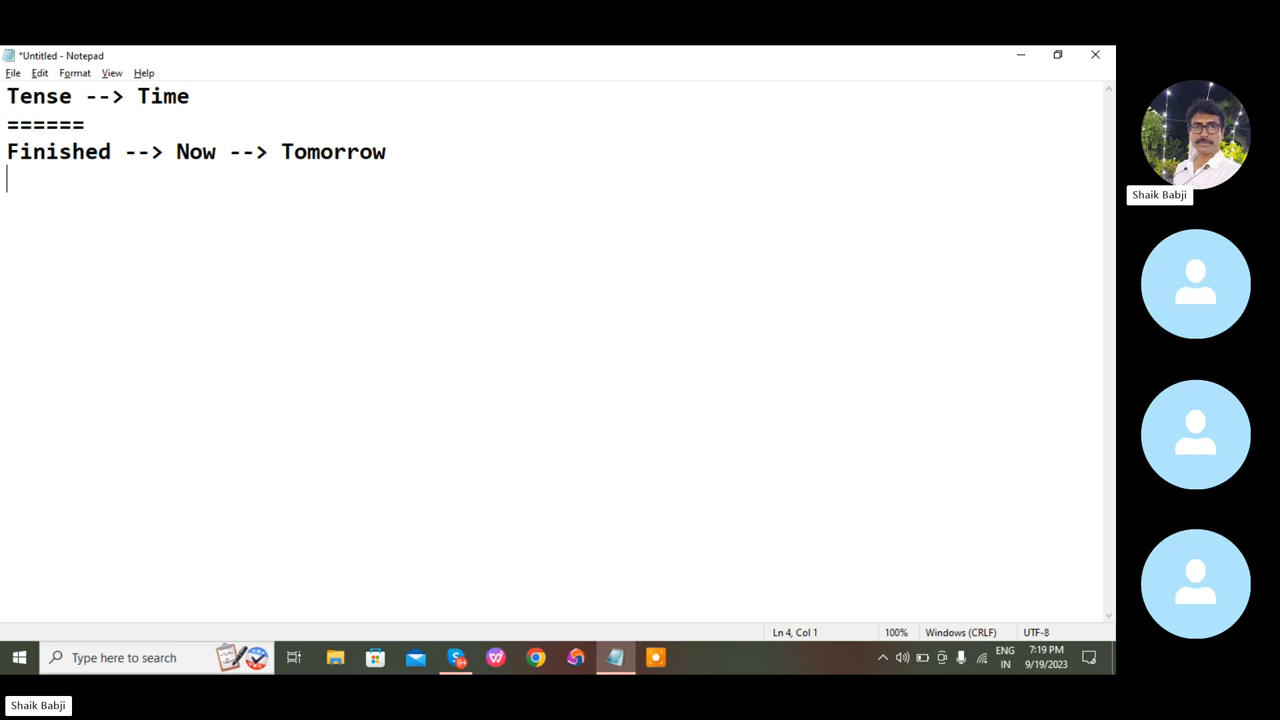 *Untitled - Notepad
File Edit Format View Help
Tense --> Time
======
Finished --> Now --> Tomorrow
Shaik Babji
Ln 4, Col 1
100%
Windows (CRLF)
UTF-8
Type here to search
ENG
IN
7:19 PM
9/19/2023
Shaik Babji